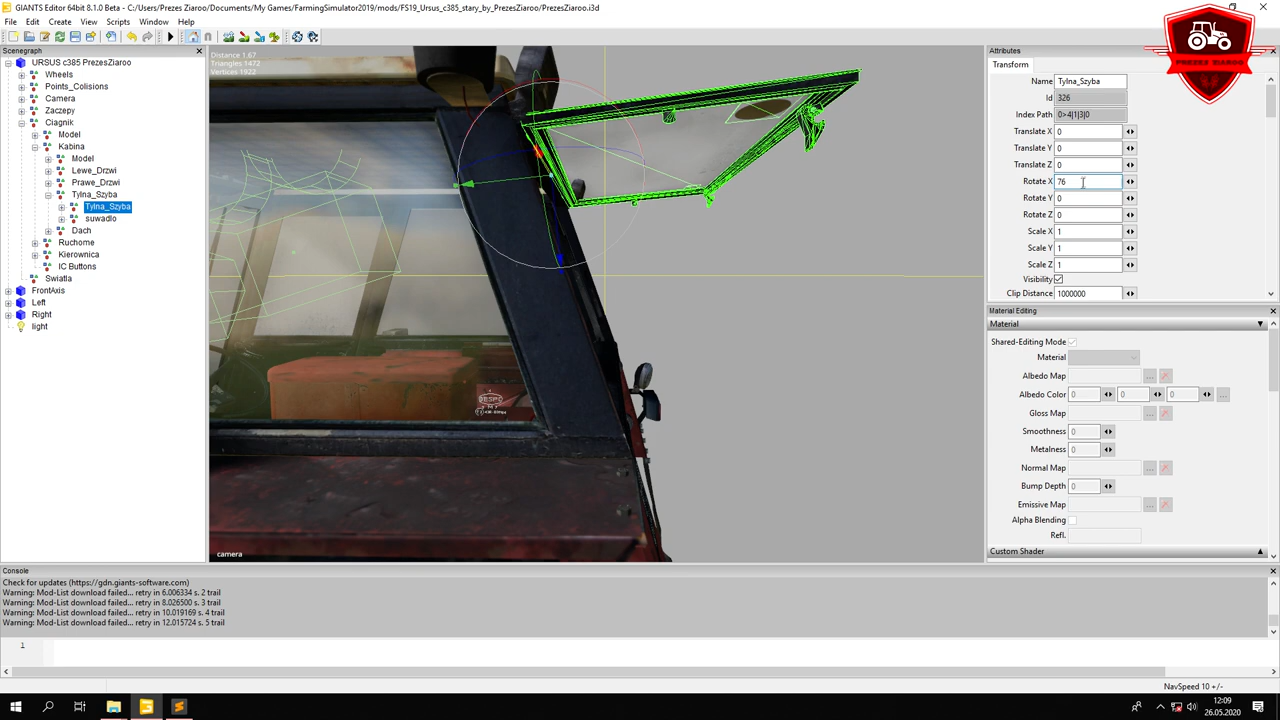 GIANTS Editor 64bit 8.1.0 Beta - C:/Users/Prezes Ziaroo/Documents/My Games/FarmingSimulator2019/mods/FS19_Ursus_c385_stary_by_PrezesZiaroo/PrezesZiaroo.i3d
File Edit Create View Scripts Window Help
Scenegraph
URSUS c385 PrezesZiaroo
Wheels
Points_Colisions
Camera
Zaczepy
Ciagnik
Model
Kabina
Model
Lewe_Drzwi
Prawe_Drzwi
Tylna_Szyba
Tylna_Szyba
suwadlo
Dach
Ruchome
Kierownica
IC Buttons
Swiatla
FrontAxis
Left
Right
light
Distance 1.67
Triangles 1472
Vertices 1922
camera
Attributes
Transform
Name Tylna_Szyba
Id 326
Index Path 0>4|1|3|0
Translate X 0
Translate Y 0
Translate Z 0
Rotate X 76
Rotate Y 0
Rotate Z 0
Scale X 1
Scale Y 1
Scale Z 1
Visibility
Clip Distance 1000000
PREZES ZIAROO
Material Editing
Material
Shared-Editing Mode
Material
Albedo Map ...
Albedo Color 0 0 0 ...
Gloss Map ...
Smoothness 0
Metalness 0
Normal Map ...
Bump Depth 0
Emissive Map ...
Alpha Blending
Refl.
Custom Shader
Console
Check for updates (https://gdn.giants-software.com)
Warning: Mod-List download failed... retry in 6.006334 s. 2 trail
Warning: Mod-List download failed... retry in 8.026500 s. 3 trail
Warning: Mod-List download failed... retry in 10.019169 s. 4 trail
Warning: Mod-List download failed... retry in 12.015724 s. 5 trail
1
NavSpeed 10 +/-
12:09
26.05.2020